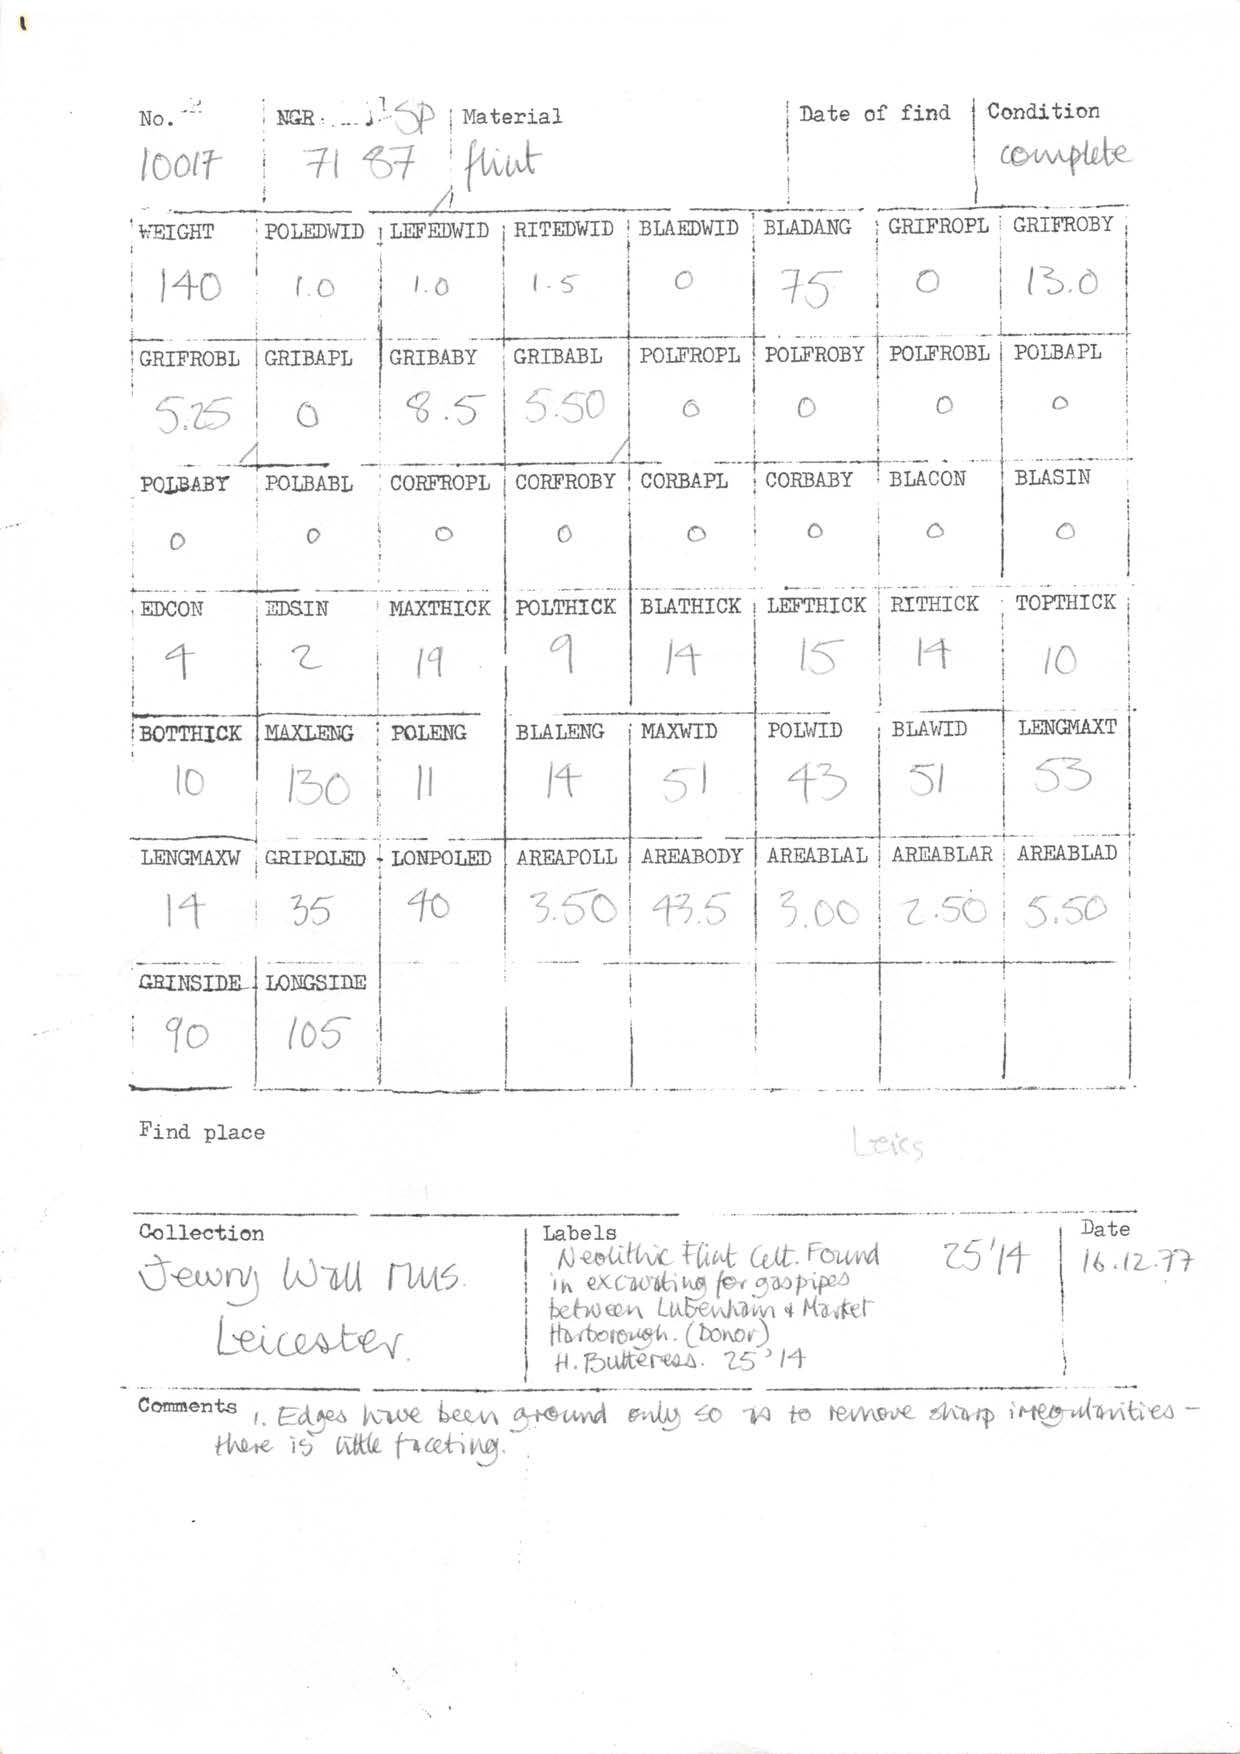 1
No. NGR. SP Material Date of find Condition
10017 71 87 flint complete
WEIGHT POLEDWID LEFEDWID RITEDWID BLAEDWID BLADANG GRIFROPL GRIFROBY
140 1.0 1.0 1.5 0 75 0 13.0
GRIFROBL GRIBAPL GRIBABY GRIBABL POLFROPL POLFROBY POLFROBL POLBAPL
5.25 0 8.5 5.50 0 0 0 0
POLBABY POLBABL CORFROPL CORFROBY CORBAPL CORBABY BLACON BLASIN
0 0 0 0 0 0 0 0
EDCON EDSIN MAXTHICK POLTHICK BLATHICK LEFTHICK RITHICK TOPTHICK
4 2 19 9 14 15 14 10
BOTTHICK MAXLENG POLENG BLALENG MAXWID POLWID BLAWID LENGMAXT
10 130 11 14 51 43 51 53
LENGMAXW GRIPOLED LONPOLED AREAPOLL AREABODY AREABLAL AREABLAR AREABLAD
14 35 40 3.50 43.5 3.00 2.50 5.50
GRINSIDE LONGSIDE
90 105
Find place
Leics
Collection Labels Date
Jewry Wall Mus.
Leicester.
Neolithic Flint Celt. Found 25'14 16.12.77
in excavating for gaspipes
between Lubenham & Market
Harborough. (Donor)
H. Butteress. 25'14
Comments 1. Edges have been ground only so as to remove sharp irregularities –
there is little faceting.